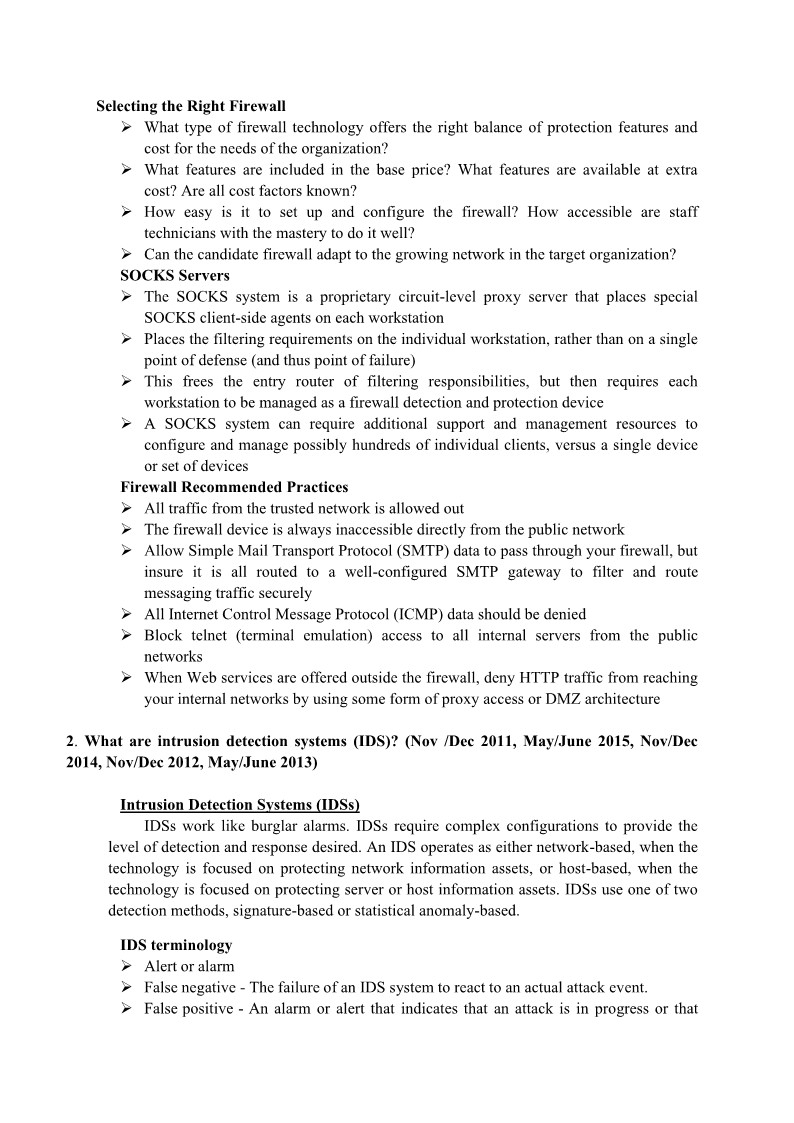 Selecting the Right Firewall
➢ What type of firewall technology offers the right balance of protection features and
cost for the needs of the organization?
➢ What features are included in the base price? What features are available at extra
cost? Are all cost factors known?
➢ How easy is it to set up and configure the firewall? How accessible are staff
technicians with the mastery to do it well?
➢ Can the candidate firewall adapt to the growing network in the target organization?
SOCKS Servers
➢ The SOCKS system is a proprietary circuit-level proxy server that places special
SOCKS client-side agents on each workstation
➢ Places the filtering requirements on the individual workstation, rather than on a single
point of defense (and thus point of failure)
➢ This frees the entry router of filtering responsibilities, but then requires each
workstation to be managed as a firewall detection and protection device
➢ A SOCKS system can require additional support and management resources to
configure and manage possibly hundreds of individual clients, versus a single device
or set of devices
Firewall Recommended Practices
➢ All traffic from the trusted network is allowed out
➢ The firewall device is always inaccessible directly from the public network
➢ Allow Simple Mail Transport Protocol (SMTP) data to pass through your firewall, but
insure it is all routed to a well-configured SMTP gateway to filter and route
messaging traffic securely
➢ All Internet Control Message Protocol (ICMP) data should be denied
➢ Block telnet (terminal emulation) access to all internal servers from the public
networks
➢ When Web services are offered outside the firewall, deny HTTP traffic from reaching
your internal networks by using some form of proxy access or DMZ architecture
2. What are intrusion detection systems (IDS)? (Nov /Dec 2011, May/June 2015, Nov/Dec
2014, Nov/Dec 2012, May/June 2013)
Intrusion Detection Systems (IDSs)
IDSs work like burglar alarms. IDSs require complex configurations to provide the
level of detection and response desired. An IDS operates as either network-based, when the
technology is focused on protecting network information assets, or host-based, when the
technology is focused on protecting server or host information assets. IDSs use one of two
detection methods, signature-based or statistical anomaly-based.
IDS terminology
➢ Alert or alarm
➢ False negative - The failure of an IDS system to react to an actual attack event.
➢ False positive - An alarm or alert that indicates that an attack is in progress or that